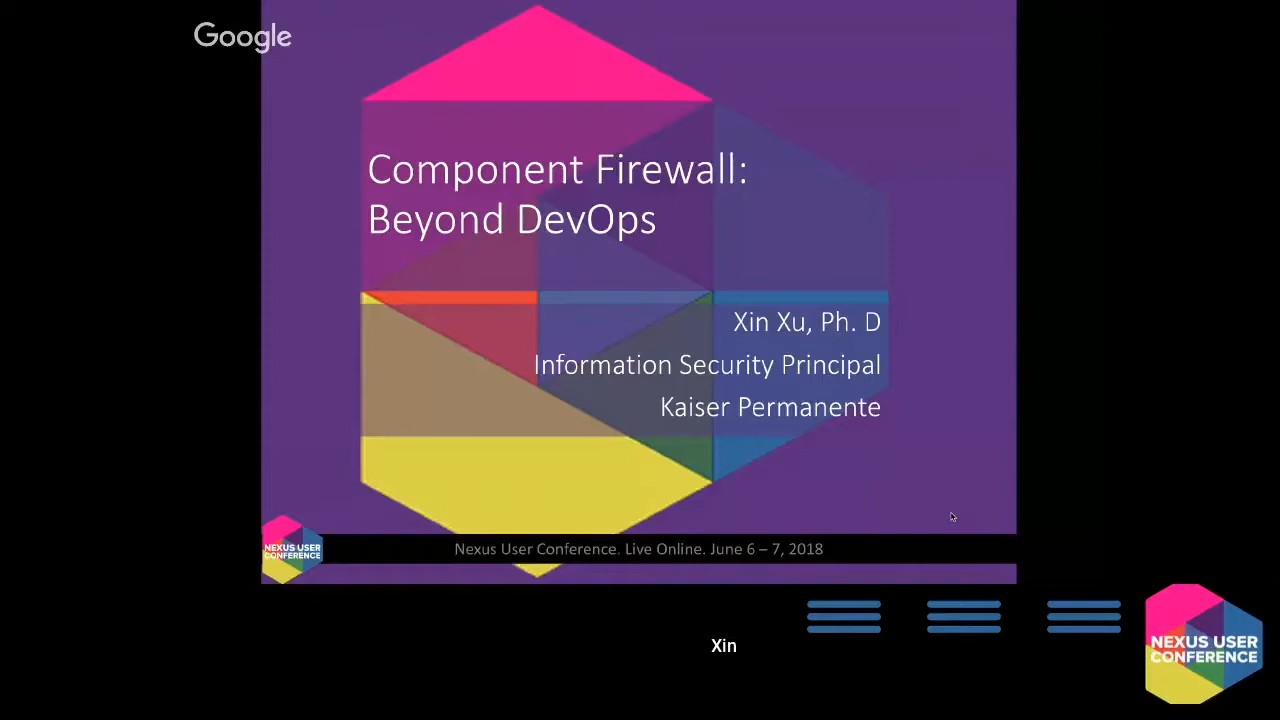 Google
Component Firewall:
Beyond DevOps
Xin Xu, Ph. D
Information Security Principal
Kaiser Permanente
NEXUS USER
CONFERENCE
Nexus User Conference. Live Online. June 6 – 7, 2018
Xin
NEXUS USER
CONFERENCE